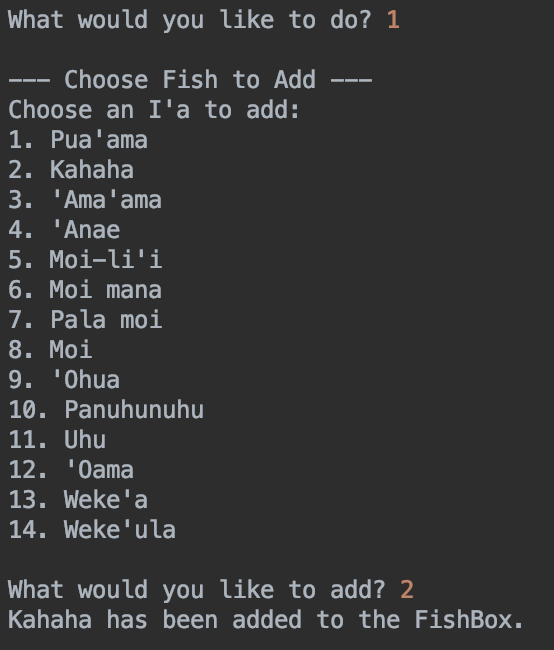 What would you like to do? 1
--- Choose Fish to Add ---
Choose an I'a to add:
1. Pua'ama
2. Kahaha
3. 'Ama'ama
4. 'Anae
5. Moi-li'i
6. Moi mana
7. Pala moi
8. Moi
9. 'Ohua
10. Panuhunuhu
11. Uhu
12. 'Oama
13. Weke'a
14. Weke'ula
What would you like to add? 2
Kahaha has been added to the FishBox.